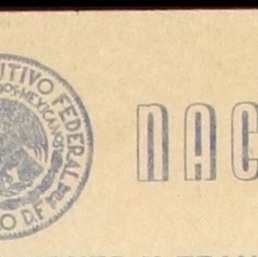 UTIVO FEDERAL
DOS MEXICANOS
O D.F.
NAC